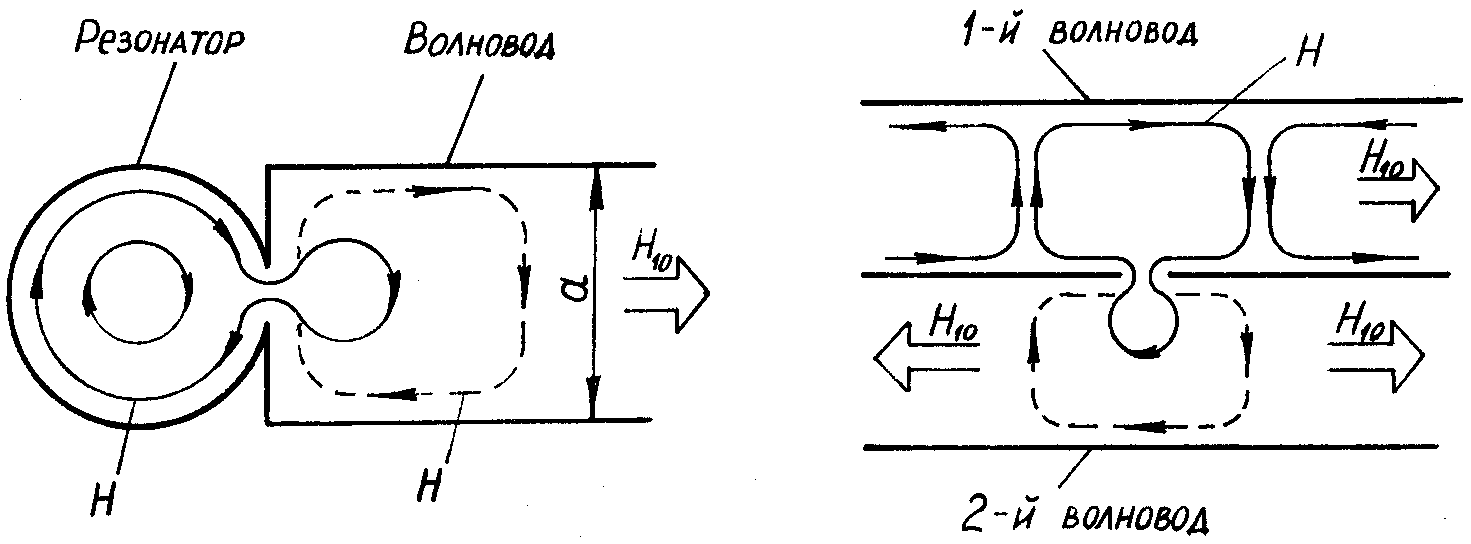 Резонатор
Волновод
H₁₀
a
H
H
1-й волновод
H
H₁₀
H₁₀
H₁₀
2-й волновод